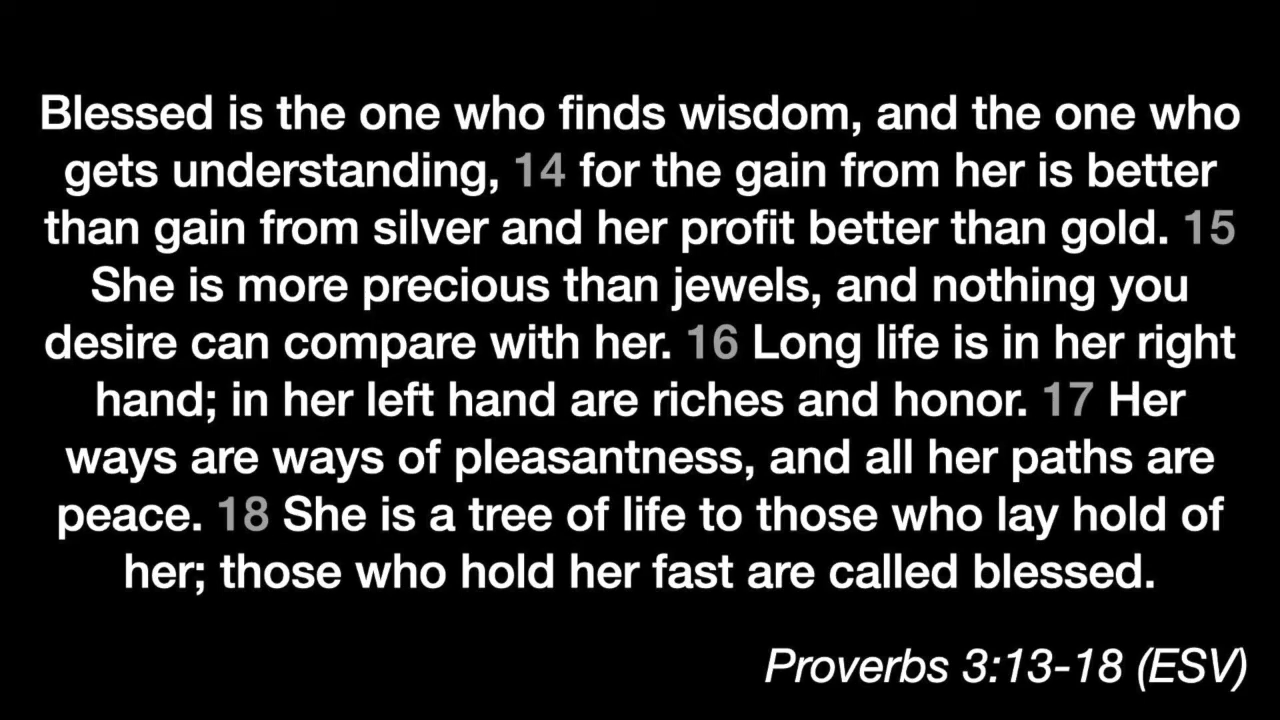 Blessed is the one who finds wisdom, and the one who
gets understanding, 14 for the gain from her is better
than gain from silver and her profit better than gold. 15
She is more precious than jewels, and nothing you
desire can compare with her. 16 Long life is in her right
hand; in her left hand are riches and honor. 17 Her
ways are ways of pleasantness, and all her paths are
peace. 18 She is a tree of life to those who lay hold of
her; those who hold her fast are called blessed.
Proverbs 3:13-18 (ESV)